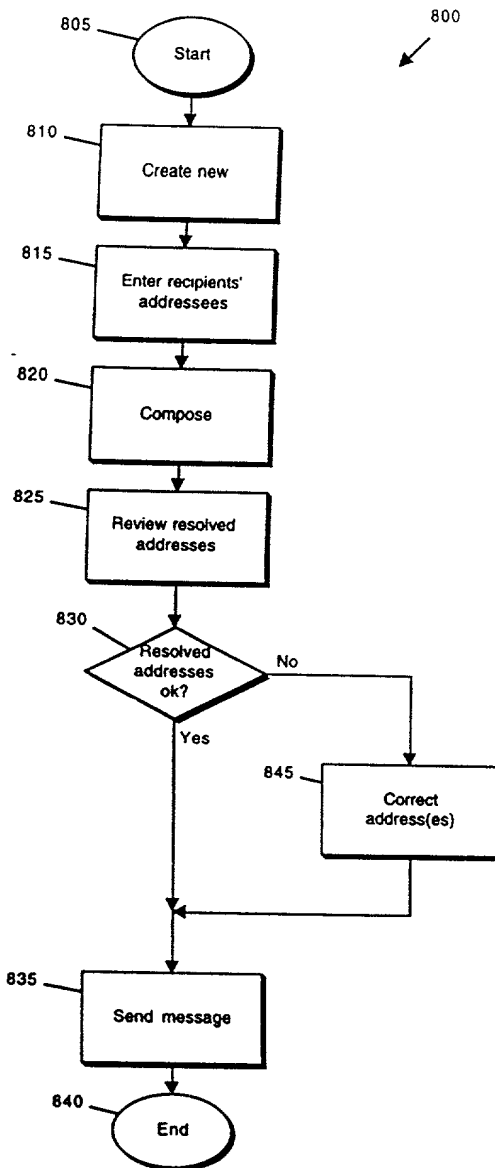 805
Start
800
810
Create new
815
Enter recipients'
addressees
820
Compose
825
Review resolved
addresses
830
Resolved
addresses
ok?
No
Yes
845
Correct
address(es)
835
Send message
840
End